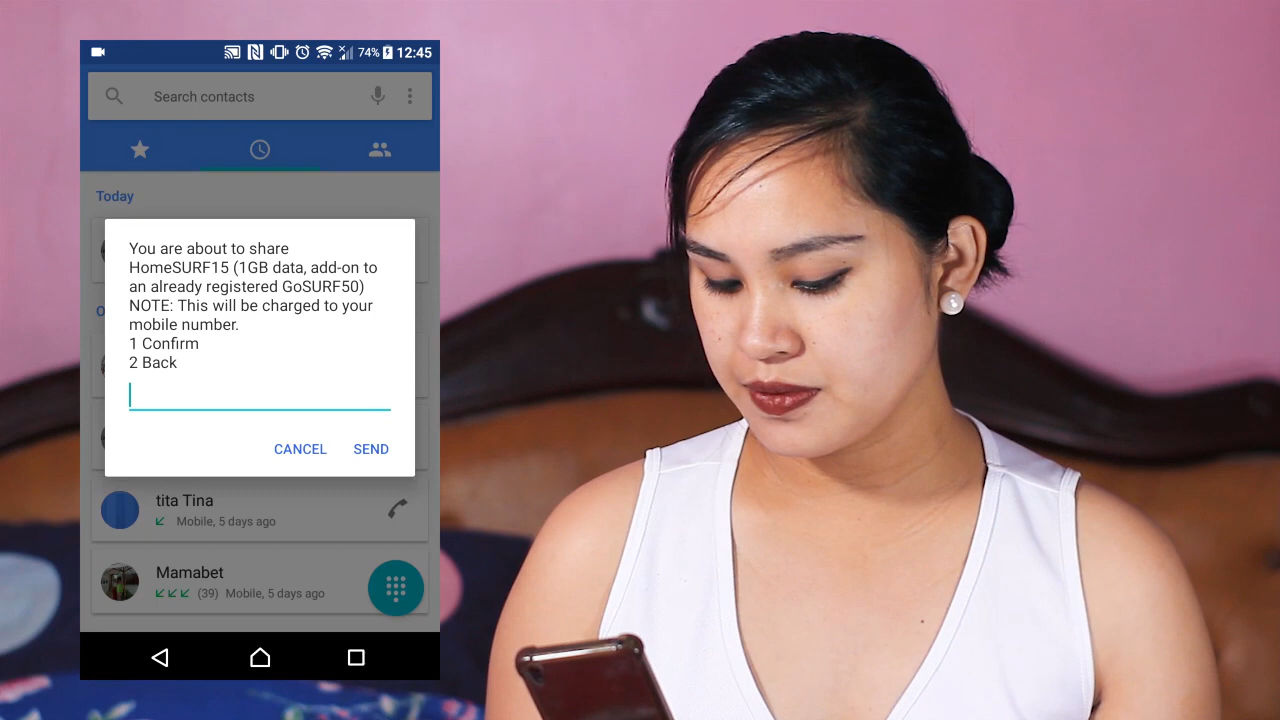 74% 12:45
Search contacts
Today
You are about to share
HomeSURF15 (1GB data, add-on to
an already registered GoSURF50)
NOTE: This will be charged to your
mobile number.
1 Confirm
2 Back
CANCEL SEND
tita Tina
Mobile, 5 days ago
Mamabet
(39) Mobile, 5 days ago